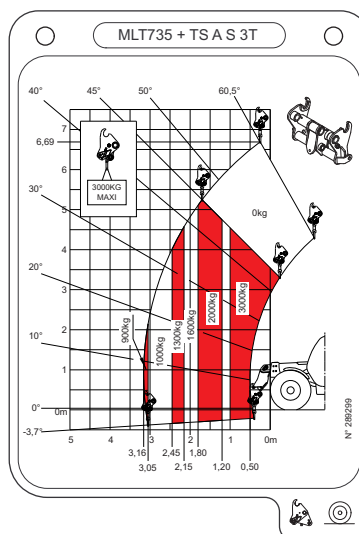 MLT735 + TS A S 3T
40°
45°
50°
60,5°
7
6,69
6
3000KG
MAXI
5
30°
0kg
4
3
20°
900kg
1000kg
1300kg
1600kg
2000kg
3000kg
2
10°
1
0°
0m
-3,7°
5
4
3
2
1
0m
3,16
2,45
1,80
1,20
0,50
3,05
2,15
N° 289299